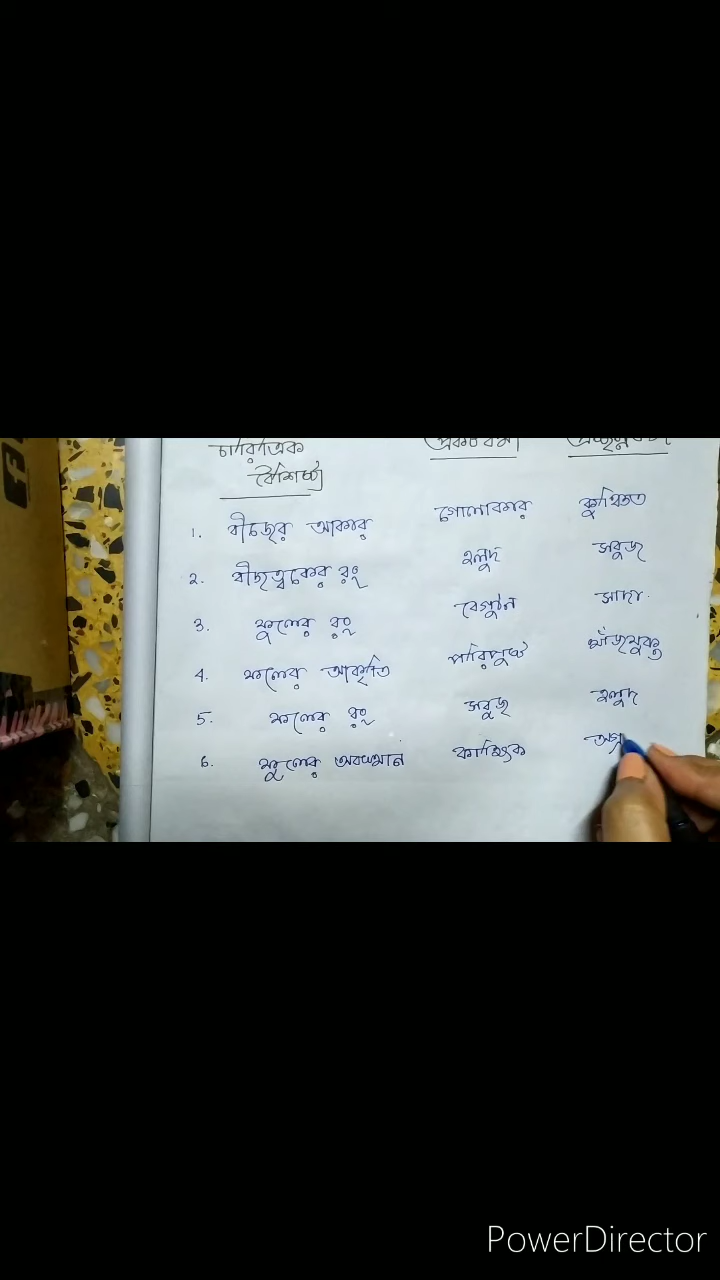 চারিত্রিক
বৈশিষ্ট্য
1. বীজের আকার গোলাকার কুঞ্চিত
2. বীজত্বকের রং হলুদ সবুজ
3. ফুলের রং বেগুনি সাদা
4. ফলের আকৃতি পরিপুষ্ট খাঁজযুক্ত
5. ফলের রং সবুজ হলুদ
6. ফুলের অবস্থান কাক্ষিক
PowerDirector